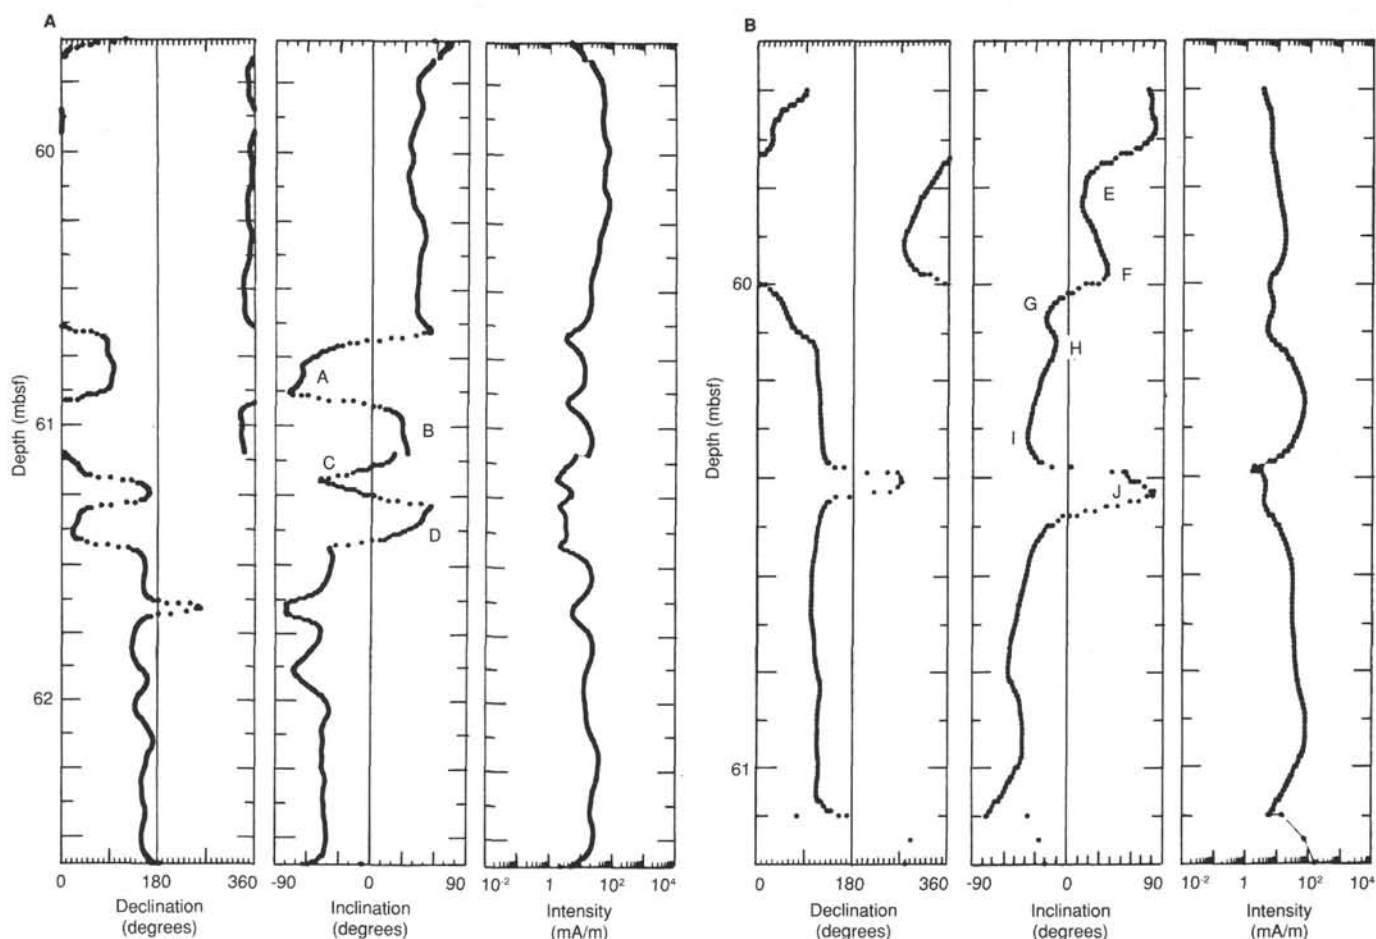 A
B
Depth (mbsf)
60
61
62
A
B
C
D
0 180 360
-90 0 90
10-2 1 102 104
Declination
(degrees)
Inclination
(degrees)
Intensity
(mA/m)
Depth (mbsf)
60
61
E
F
G
H
I
J
0 180 360
-90 0 90
10-2 1 102 104
Declination
(degrees)
Inclination
(degrees)
Intensity
(mA/m)